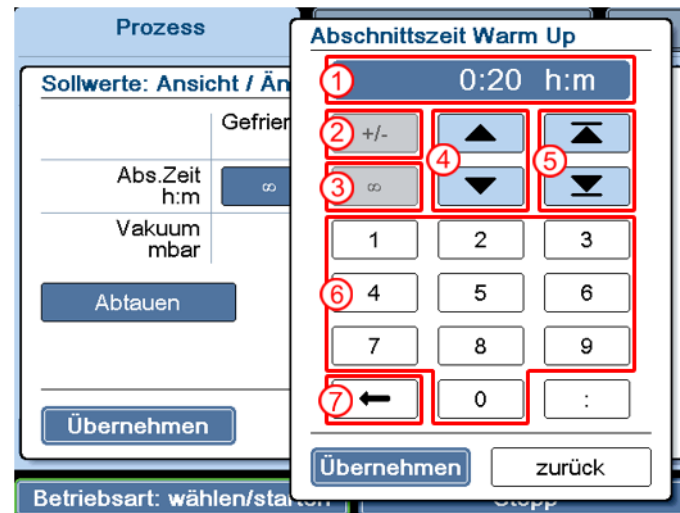 Prozess
Abschnittszeit Warm Up
Sollwerte: Ansicht / Än
1 0:20 h:m
Gefrier
2 +/-
4
5
Abs.Zeit
h:m
∞
3 ∞
Vakuum
mbar
1 2 3
Abtauen
6 4 5 6
7 8 9
7 0 :
Übernehmen
Übernehmen zurück
Betriebsart: wählen/starten